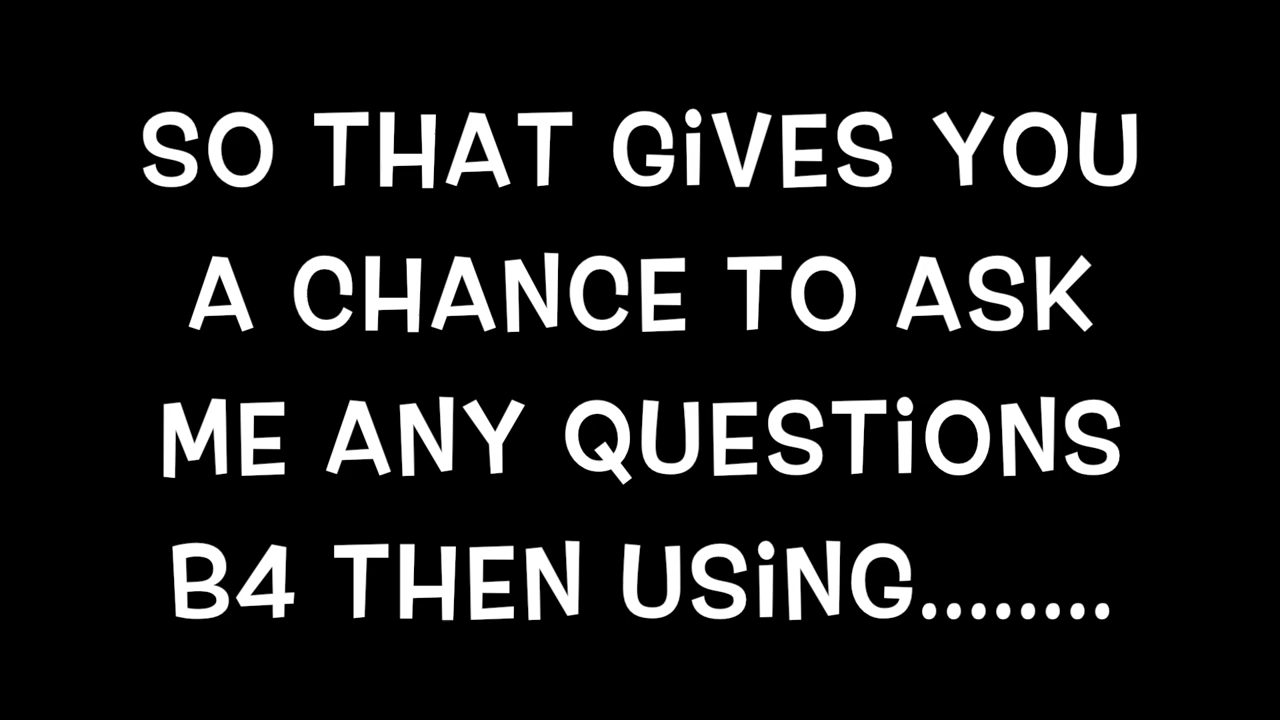 SO THAT GiVES YOU
A CHANCE TO ASK
ME ANY QUESTiONS
B4 THEN USiNG........